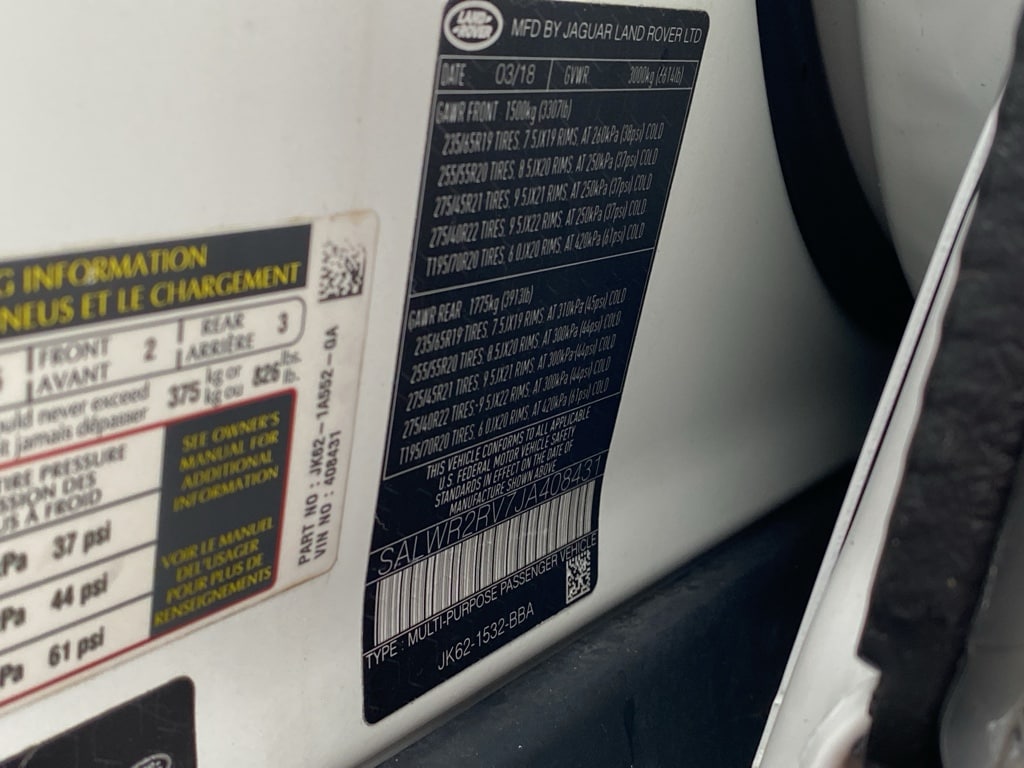 LAND
ROVER
MFD BY JAGUAR LAND ROVER LTD
DATE 03/18 GVWR 3000kg (6614lb)
GAWR FRONT 1500kg (3307lb)
235/65R19 TIRES, 7.5JX19 RIMS, AT 260kPa (38psi) COLD
255/55R20 TIRES, 8.5JX20 RIMS, AT 250kPa (37psi) COLD
275/45R21 TIRES, 9.5JX21 RIMS, AT 250kPa (37psi) COLD
275/40R22 TIRES, 9.5JX22 RIMS, AT 250kPa (37psi) COLD
T195/70R20 TIRES, 6.0JX20 RIMS, AT 420kPa (61psi) COLD
GAWR REAR 1775kg (3913lb)
235/65R19 TIRES, 7.5JX19 RIMS, AT 310kPa (45psi) COLD
255/55R20 TIRES, 8.5JX20 RIMS, AT 300kPa (44psi) COLD
275/45R21 TIRES, 9.5JX21 RIMS, AT 300kPa (44psi) COLD
275/40R22 TIRES, 9.5JX22 RIMS, AT 300kPa (44psi) COLD
T195/70R20 TIRES, 6.0JX20 RIMS, AT 420kPa (61psi) COLD
THIS VEHICLE CONFORMS TO ALL APPLICABLE
U.S. FEDERAL MOTOR VEHICLE SAFETY
STANDARDS IN EFFECT ON THE DATE OF
MANUFACTURE SHOWN ABOVE
SALWR2RV7JA408431
TYPE : MULTI-PURPOSE PASSENGER VEHICLE
JK62-1532-BBA
G INFORMATION
NEUS ET LE CHARGEMENT
FRONT 2 REAR 3
AVANT ARRIÈRE
ould never exceed 375 kg or 826 lbs.
it jamais dépasser kg ou lb.
TIRE PRESSURE
ESSION DES
US À FROID
kPa 37 psi
kPa 44 psi
kPa 61 psi
SEE OWNER'S
MANUAL FOR
ADDITIONAL
INFORMATION
VOIR LE MANUEL
DE L'USAGER
POUR PLUS DE
RENSEIGNEMENTS
PART NO : JK62-1A552-GA
VIN NO : 408431